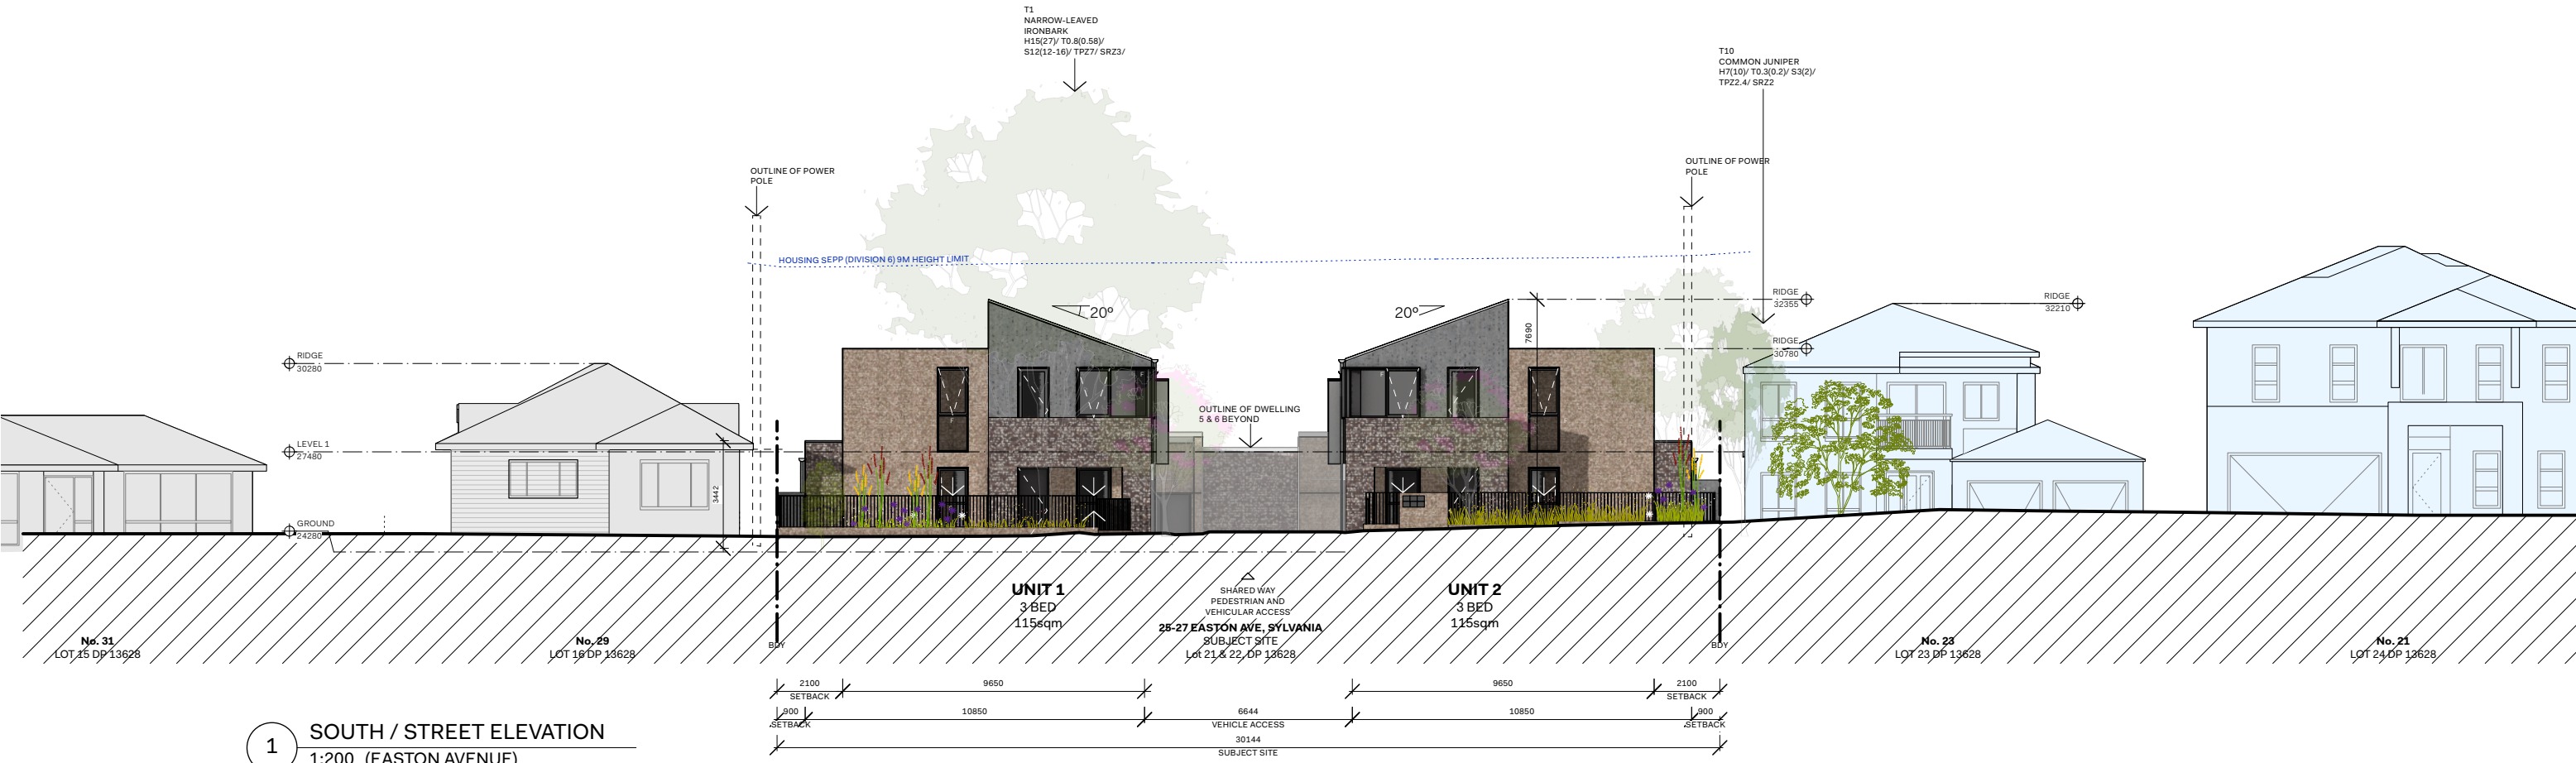 T1
NARROW-LEAVED
IRONBARK
H15(27)/ T0.8(0.58)/
S12(12-16)/ TPZ7/ SRZ3/
T10
COMMON JUNIPER
H7(10)/ T0.3(0.2)/ S3(2)/
TPZ2.4/ SRZ2
OUTLINE OF POWER
POLE
OUTLINE OF POWER
POLE
HOUSING SEPP (DIVISION 6) 9M HEIGHT LIMIT
20º
20º
7690
RIDGE
32355
RIDGE
30780
RIDGE
32210
RIDGE
30280
LEVEL 1
27480
GROUND
24280
3442
OUTLINE OF DWELLING
5 & 6 BEYOND
UNIT 1
3 BED
115sqm
SHARED WAY
PEDESTRIAN AND
VEHICULAR ACCESS
25-27 EASTON AVE, SYLVANIA
SUBJECT SITE
Lot 21 & 22, DP 13628
UNIT 2
3 BED
115sqm
No. 31
LOT 15 DP 13628
No. 29
LOT 16 DP 13628
BDY
BDY
No. 23
LOT 23 DP 13628
No. 21
LOT 24 DP 13628
2100
SETBACK
9650
9650
2100
SETBACK
900
SETBACK
10850
6644
VEHICLE ACCESS
10850
900
SETBACK
30144
SUBJECT SITE
1
SOUTH / STREET ELEVATION
1:200 (EASTON AVENUE)